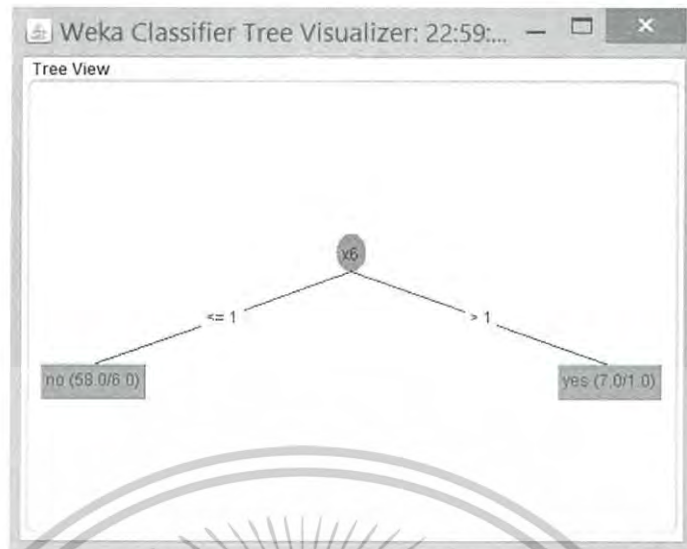 Weka Classifier Tree Visualizer: 22:59:...
Tree View
x6
<= 1
> 1
no (58.0/6.0)
yes (7.0/1.0)